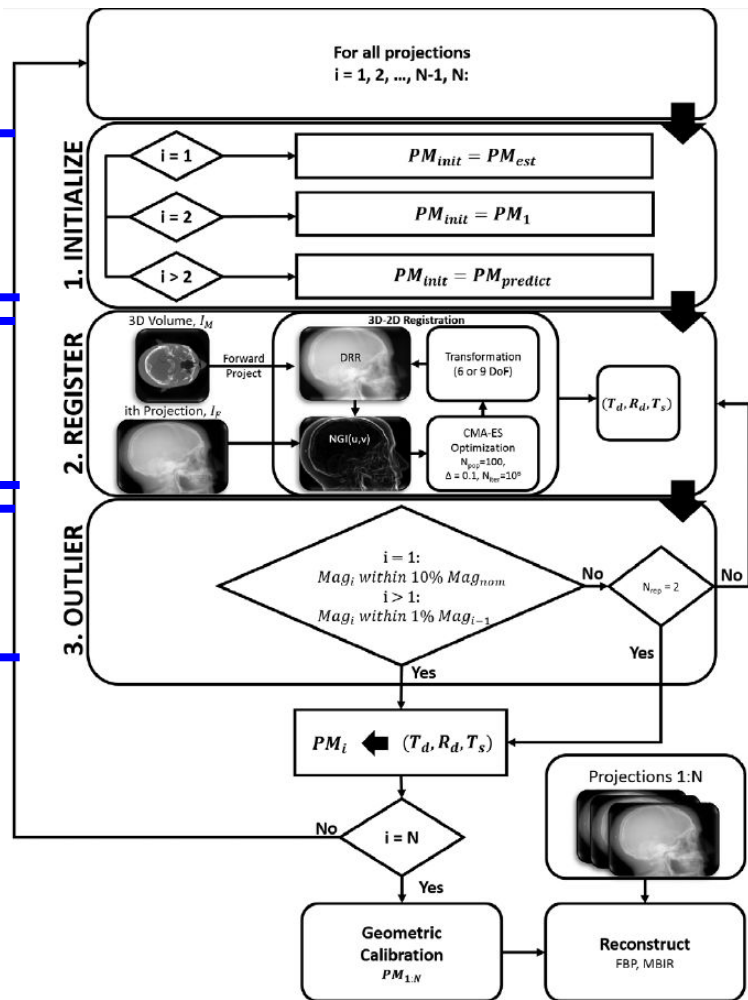 For all projections
i = 1, 2, …, N-1, N:
1. INITIALIZE
i = 1
PM_init = PM_est
i = 2
PM_init = PM_1
i > 2
PM_init = PM_predict
2. REGISTER
3D Volume, I_M
Forward
Project
ith Projection, I_F
3D-2D Registration
DRR
Transformation
(6 or 9 DoF)
NGI(u,v)
CMA-ES
Optimization
N_pop=100,
Δ = 0.1, N_iter=10⁶
(T_d, R_d, T_s)
3. OUTLIER
i = 1:
Mag_i within 10% Mag_nom
i > 1:
Mag_i within 1% Mag_{i-1}
No
N_rep = 2
No
Yes
Yes
PM_i (T_d, R_d, T_s)
No
i = N
Yes
Projections 1:N
Geometric
Calibration
PM_{1:N}
Reconstruct
FBP, MBIR